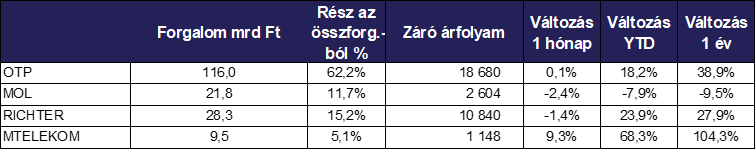 Forgalom mrd Ft Rész az összforg.-ból % Záró árfolyam Változás 1 hónap Változás YTD Változás 1 év
OTP 116,0 62,2% 18 680 0,1% 18,2% 38,9%
MOL 21,8 11,7% 2 604 -2,4% -7,9% -9,5%
RICHTER 28,3 15,2% 10 840 -1,4% 23,9% 27,9%
MTELEKOM 9,5 5,1% 1 148 9,3% 68,3% 104,3%